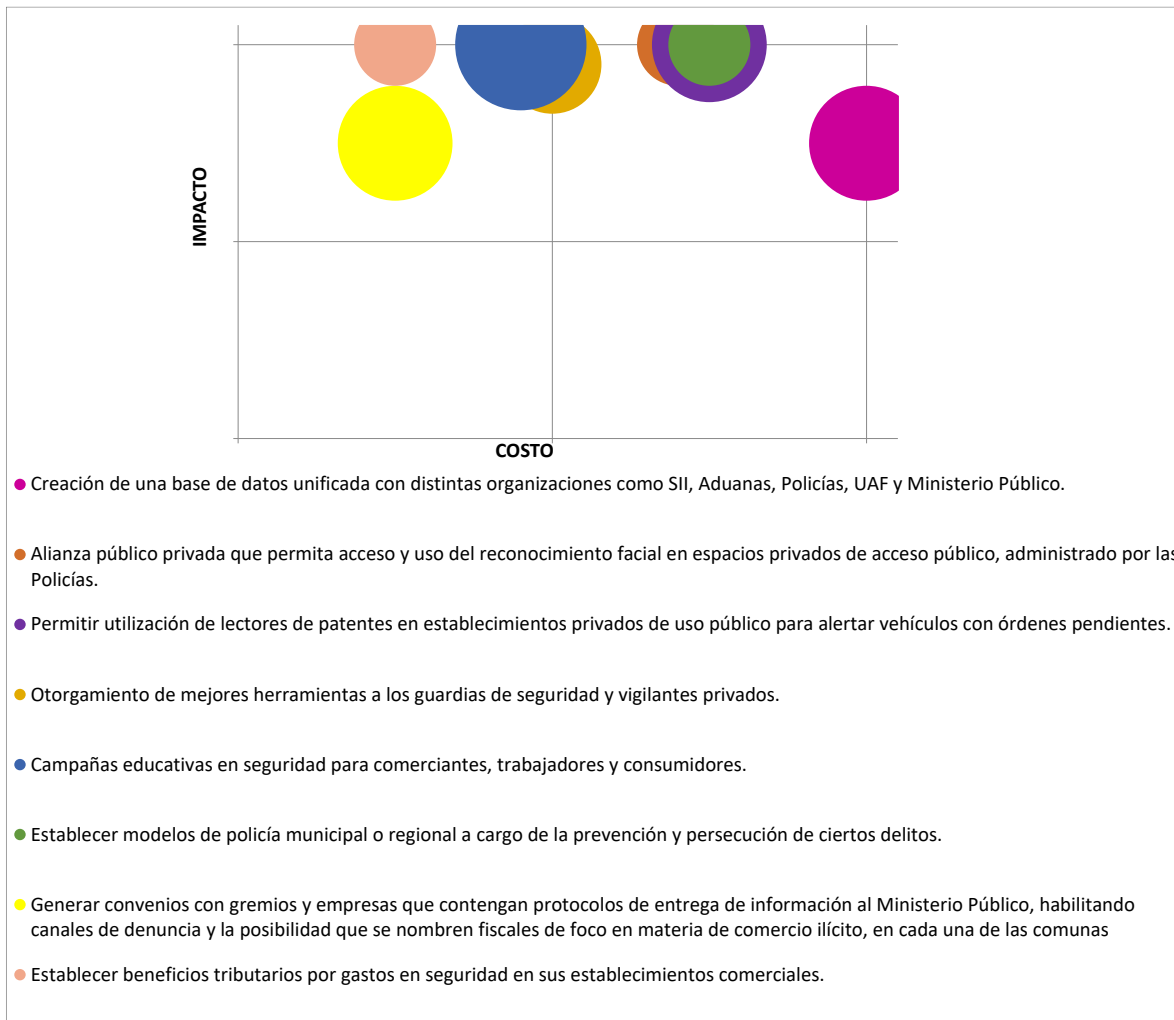 IMPACTO
COSTO
Creación de una base de datos unificada con distintas organizaciones como SII, Aduanas, Policías, UAF y Ministerio Público.
Alianza público privada que permita acceso y uso del reconocimiento facial en espacios privados de acceso público, administrado por las
Policías.
Permitir utilización de lectores de patentes en establecimientos privados de uso público para alertar vehículos con órdenes pendientes.
Otorgamiento de mejores herramientas a los guardias de seguridad y vigilantes privados.
Campañas educativas en seguridad para comerciantes, trabajadores y consumidores.
Establecer modelos de policía municipal o regional a cargo de la prevención y persecución de ciertos delitos.
Generar convenios con gremios y empresas que contengan protocolos de entrega de información al Ministerio Público, habilitando
canales de denuncia y la posibilidad que se nombren fiscales de foco en materia de comercio ilícito, en cada una de las comunas
Establecer beneficios tributarios por gastos en seguridad en sus establecimientos comerciales.